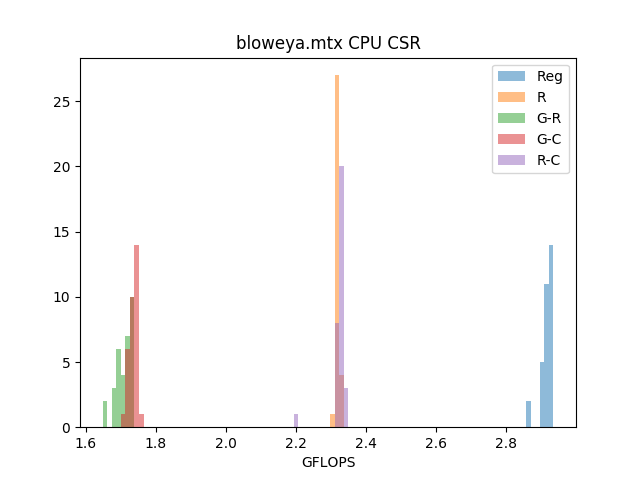 bloweya.mtx CPU CSR
Reg
R
G-R
G-C
R-C
25
20
15
10
5
0
1.6 1.8 2.0 2.2 2.4 2.6 2.8
GFLOPS